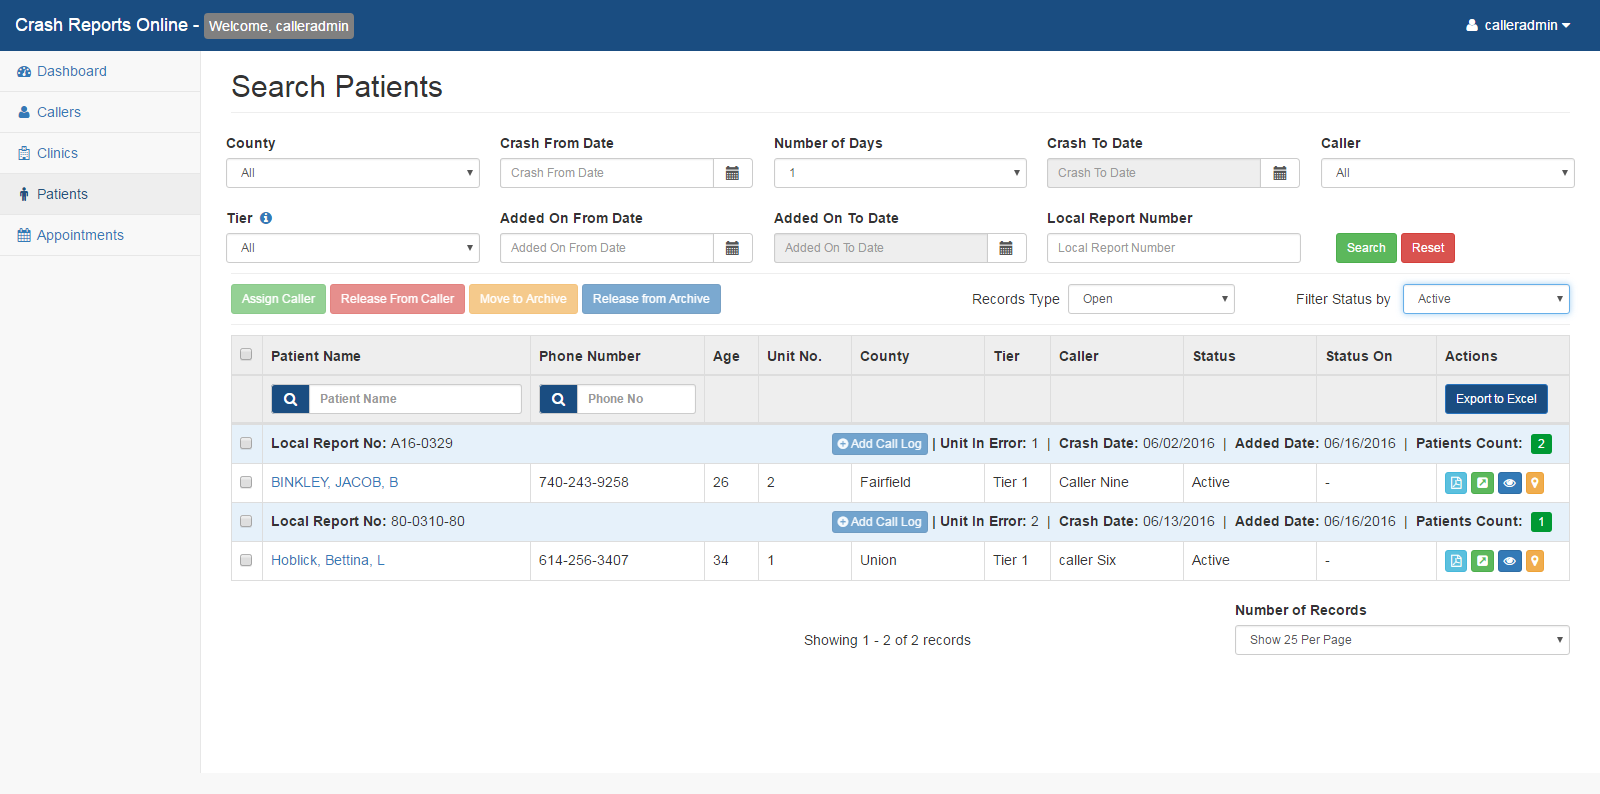 Crash Reports Online - Welcome, calleradmin
calleradmin
Dashboard
Callers
Clinics
Patients
Appointments
Search Patients
County Crash From Date Number of Days Crash To Date Caller
All Crash From Date 1 Crash To Date All
Tier Added On From Date Added On To Date Local Report Number
All Added On From Date Added On To Date Local Report Number Search Reset
Assign Caller Release From Caller Move to Archive Release from Archive Records Type Open Filter Status by Active
Patient Name Phone Number Age Unit No. County Tier Caller Status Status On Actions
Patient Name Phone No Export to Excel
Local Report No: A16-0329 Add Call Log | Unit In Error: 1 | Crash Date: 06/02/2016 | Added Date: 06/16/2016 | Patients Count: 2
BINKLEY, JACOB, B 740-243-9258 26 2 Fairfield Tier 1 Caller Nine Active -
Local Report No: 80-0310-80 Add Call Log | Unit In Error: 2 | Crash Date: 06/13/2016 | Added Date: 06/16/2016 | Patients Count: 1
Hoblick, Bettina, L 614-256-3407 34 1 Union Tier 1 caller Six Active -
Number of Records
Showing 1 - 2 of 2 records Show 25 Per Page